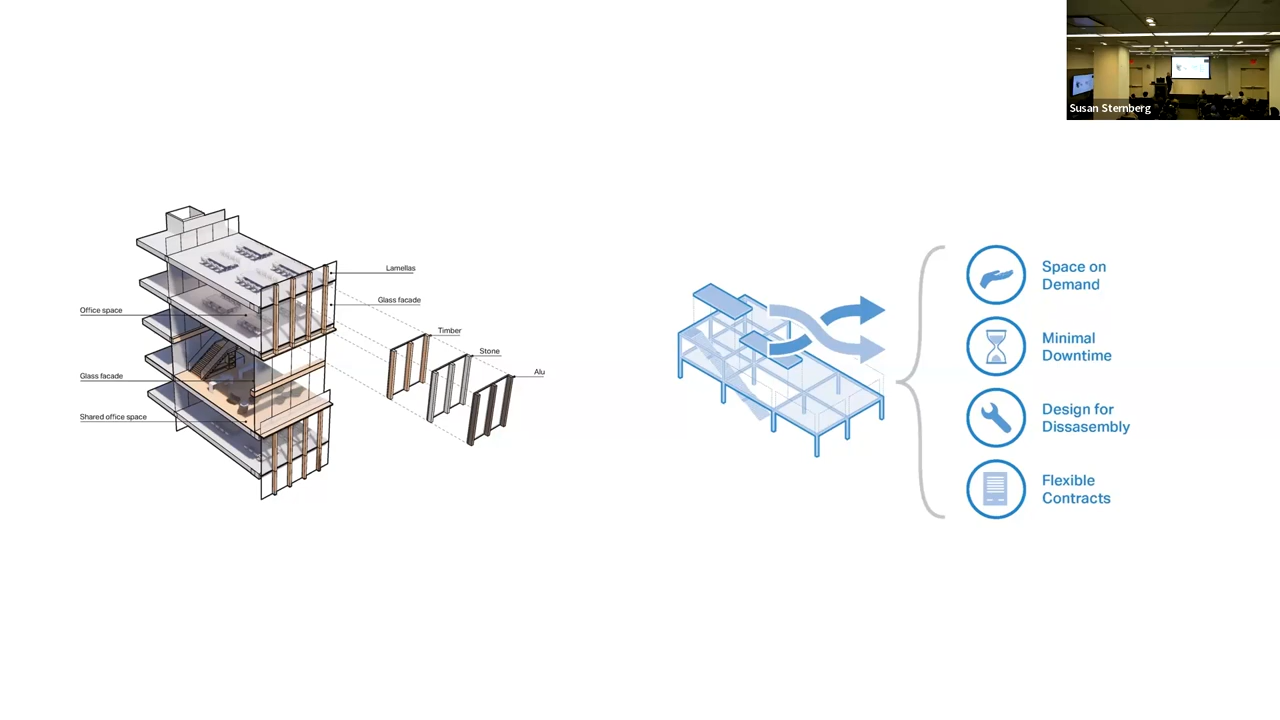 Susan Sternberg
Lamellas
Glass facade
Office space
Timber
Stone
Alu
Glass facade
Shared office space
Space on
Demand
Minimal
Downtime
Design for
Dissasembly
Flexible
Contracts